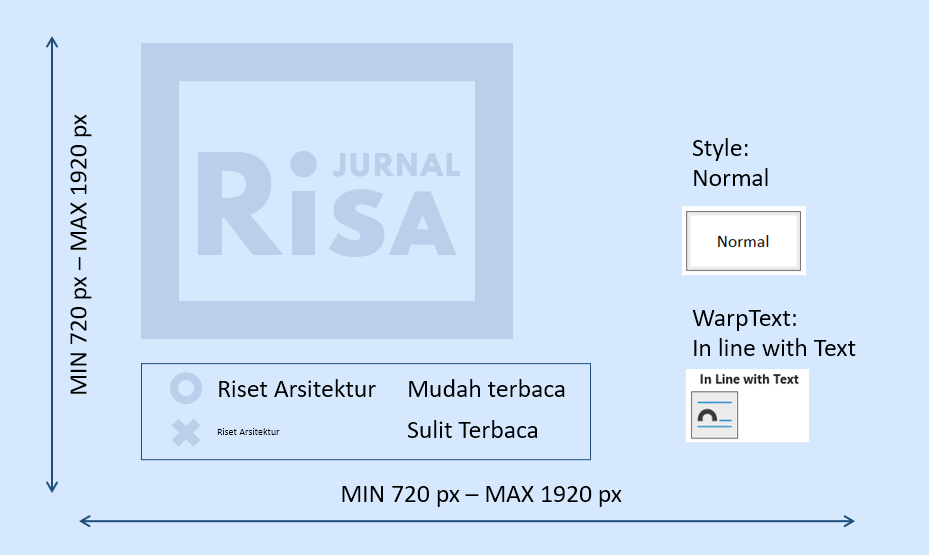 MIN 720 px – MAX 1920 px
JURNAL
RiSA
Style:
Normal
Normal
WarpText:
In line with Text
In Line with Text
Riset Arsitektur Mudah terbaca
Riset Arsitektur Sulit Terbaca
MIN 720 px – MAX 1920 px